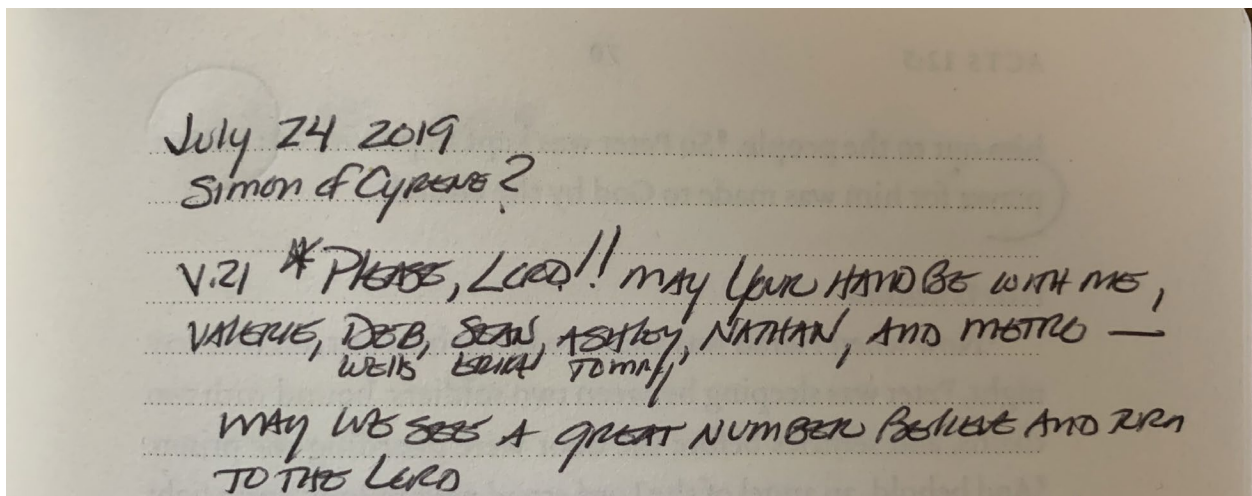 July 24 2019
Simon of Cyrene?
V.21 * Please, Lord!! May your hand be with me,
Valerie, Deb, Sean, Ashley, Nathan, and Metro —
Wells Erika Tommy
May we see a great number believe and turn
to the Lord